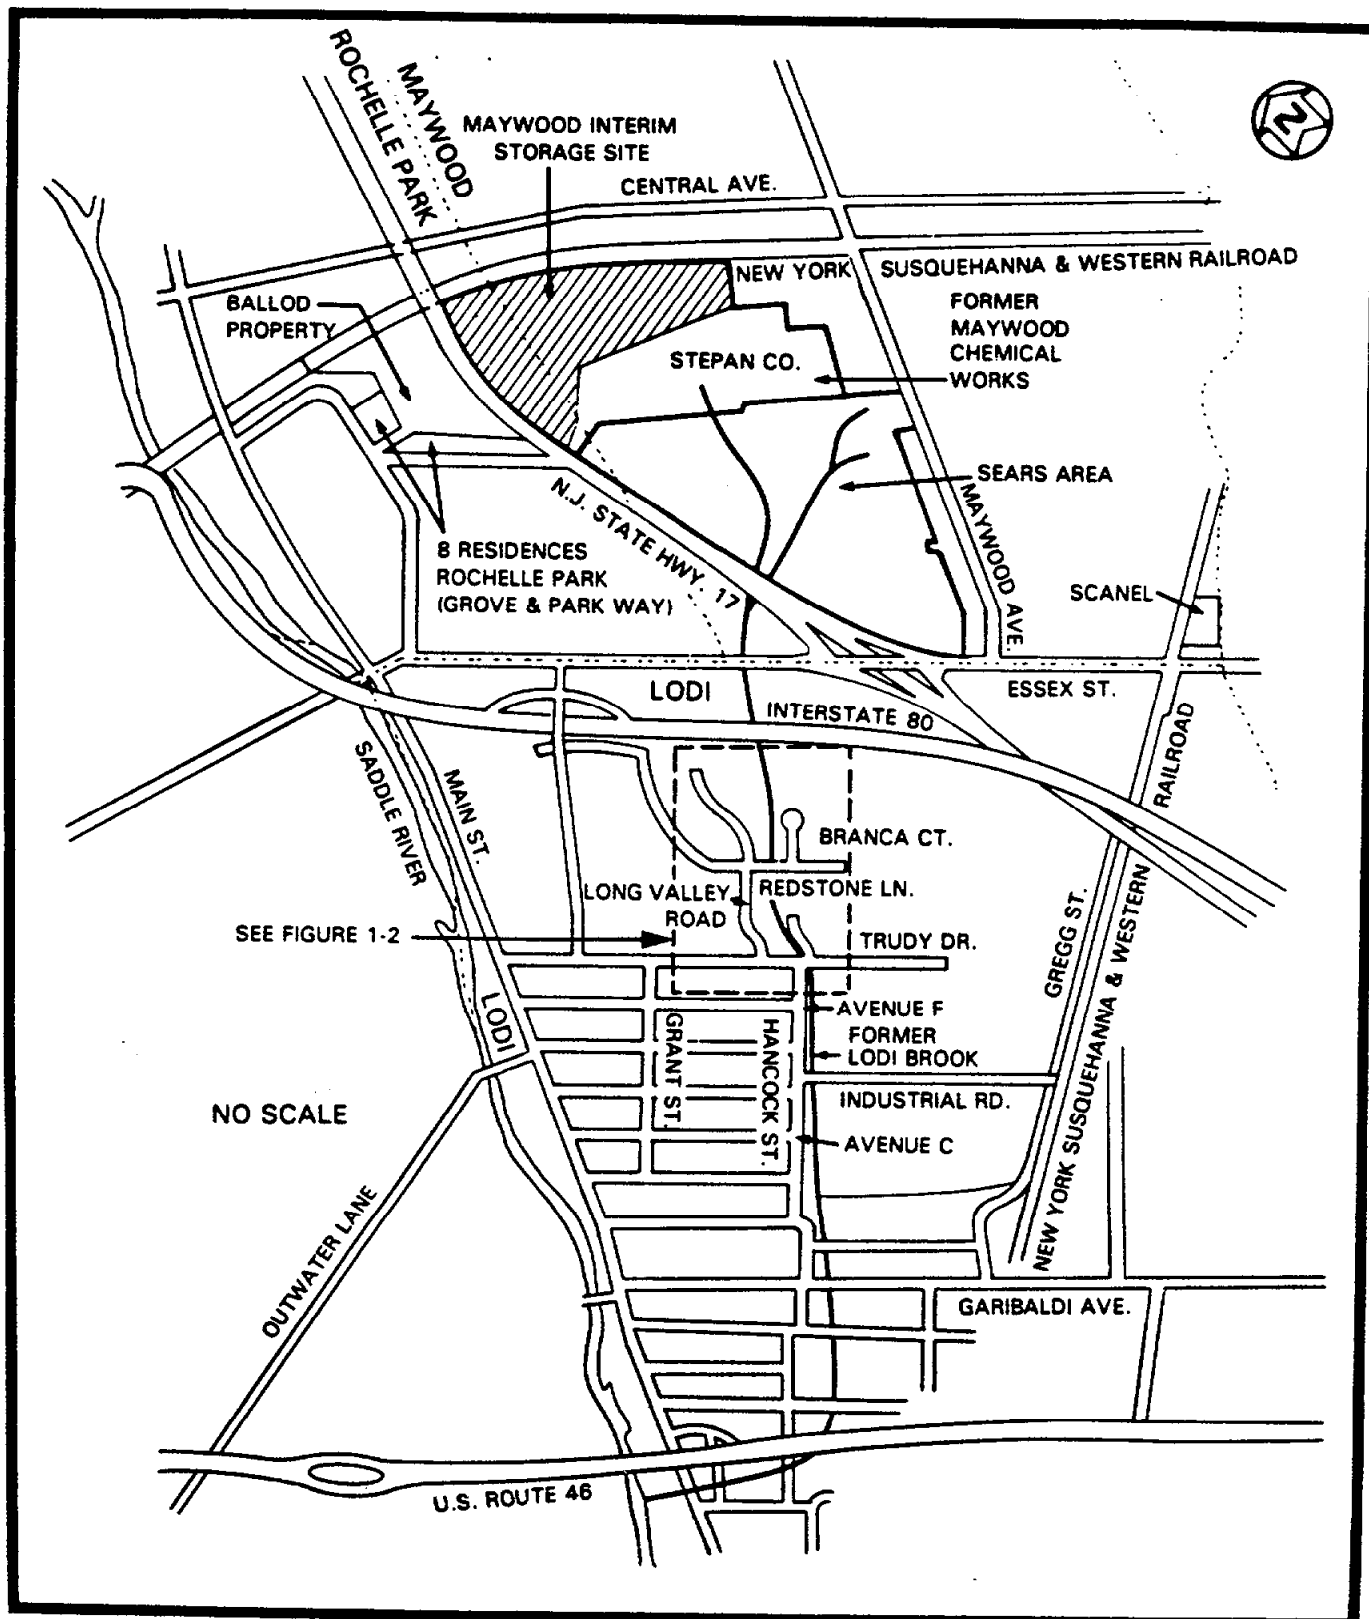 MAYWOOD
ROCHELLE PARK
N
MAYWOOD INTERIM
STORAGE SITE
CENTRAL AVE.
NEW YORK SUSQUEHANNA & WESTERN RAILROAD
BALLOD
PROPERTY
FORMER
MAYWOOD
CHEMICAL
WORKS
STEPAN CO.
SEARS AREA
N.J. STATE HWY. 17
MAYWOOD AVE.
8 RESIDENCES
ROCHELLE PARK
(GROVE & PARK WAY)
SCANEL
LODI
ESSEX ST.
INTERSTATE 80
SADDLE RIVER
MAIN ST.
BRANCA CT.
LONG VALLEY
ROAD
REDSTONE LN.
SEE FIGURE 1-2
TRUDY DR.
GREGG ST.
NEW YORK SUSQUEHANNA & WESTERN RAILROAD
LODI
AVENUE F
FORMER
LODI BROOK
GRANT ST.
HANCOCK ST.
INDUSTRIAL RD.
NO SCALE
AVENUE C
OUTWATER LANE
GARIBALDI AVE.
U.S. ROUTE 46